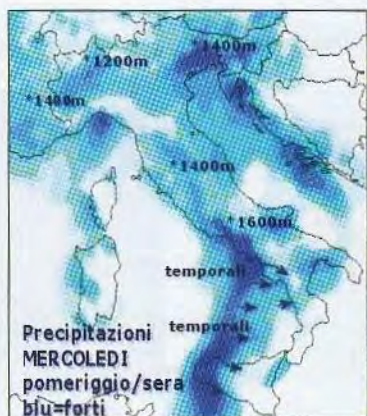 *1400m
*1200m
*1400m
*1400m
*1600m
temporali
temporali
Precipitazioni
MERCOLEDI
pomeriggio/sera
blu=forti